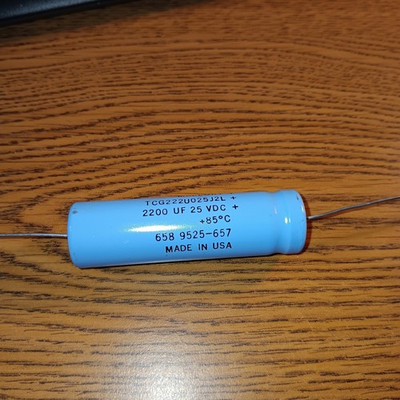 TCG222U025J2L +
2200 UF 25 VDC +
+85°C
658 9525-657
MADE IN USA